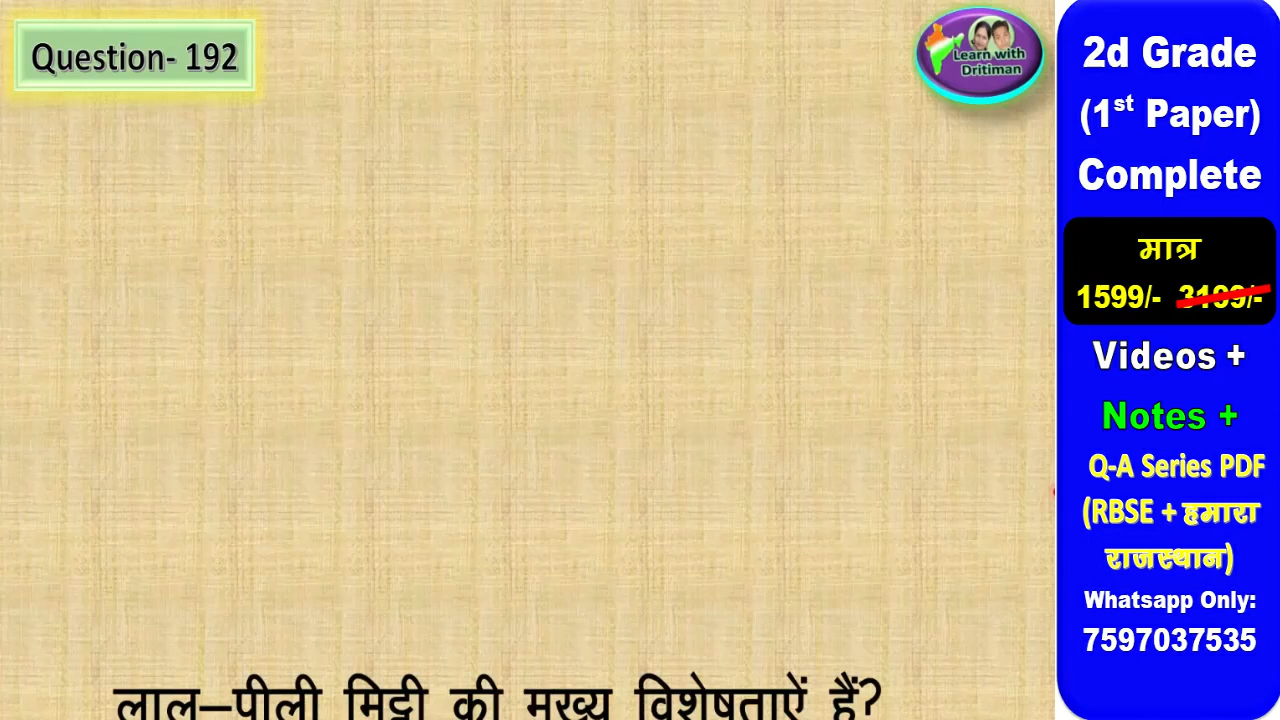 Question- 192
Learn with
Dritiman
2d Grade
(1st Paper)
Complete
मात्र
1599/- 3199/-
Videos +
Notes +
Q-A Series PDF
(RBSE + हमारा
राजस्थान)
Whatsapp Only:
7597037535
लाल–पीली मिट्टी की मुख्य विशेषताऐं हैं?